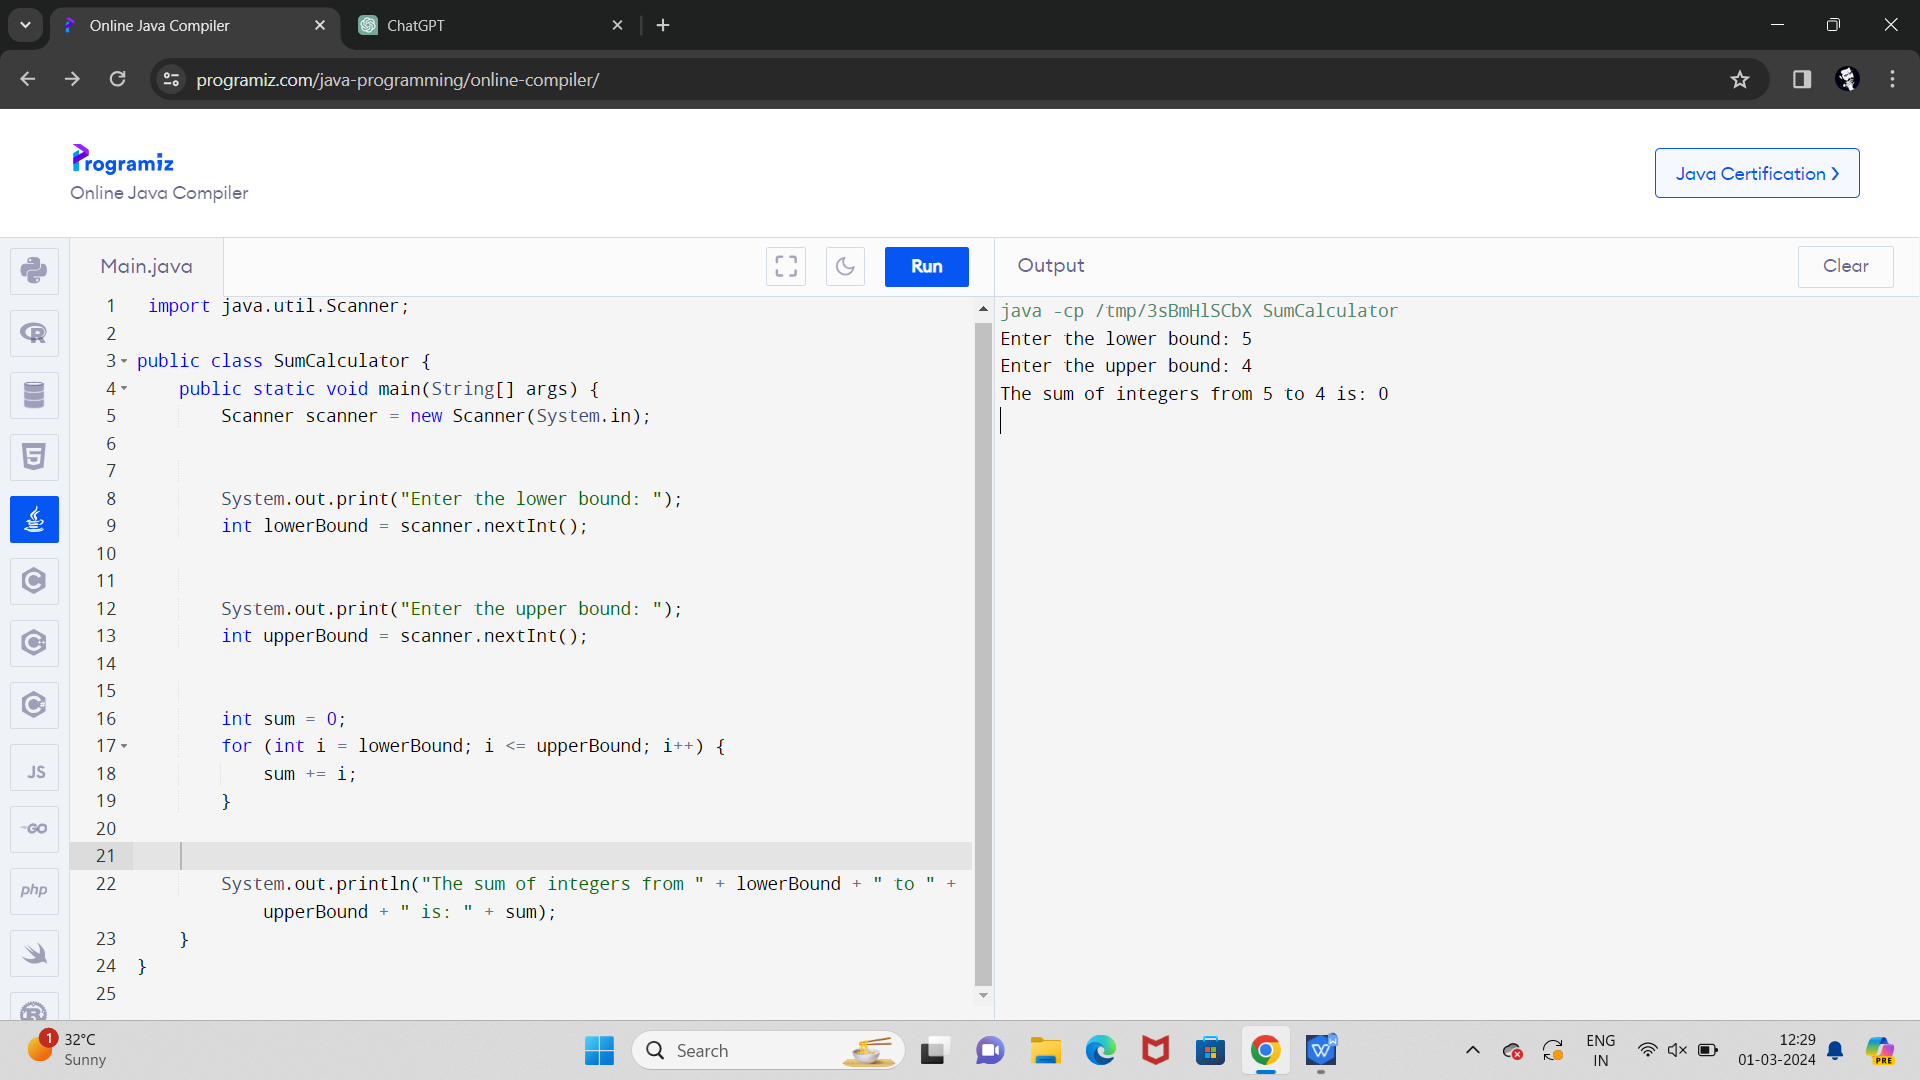 Online Java Compiler
ChatGPT
programiz.com/java-programming/online-compiler/
Programiz
Online Java Compiler
Java Certification ❯
Main.java
Run
Output
Clear
1 import java.util.Scanner;
2
3 public class SumCalculator {
4 public static void main(String[] args) {
5 Scanner scanner = new Scanner(System.in);
6
7
8 System.out.print("Enter the lower bound: ");
9 int lowerBound = scanner.nextInt();
10
11
12 System.out.print("Enter the upper bound: ");
13 int upperBound = scanner.nextInt();
14
15
16 int sum = 0;
17 for (int i = lowerBound; i <= upperBound; i++) {
18 sum += i;
19 }
20
21
22 System.out.println("The sum of integers from " + lowerBound + " to " +
upperBound + " is: " + sum);
23 }
24 }
25
java -cp /tmp/3sBmHlSCbX SumCalculator
Enter the lower bound: 5
Enter the upper bound: 4
The sum of integers from 5 to 4 is: 0
R
5
C
C
C
JS
GO
php
R
1
32°C
Sunny
Search
W
W
ENG
IN
12:29
01-03-2024
PRE